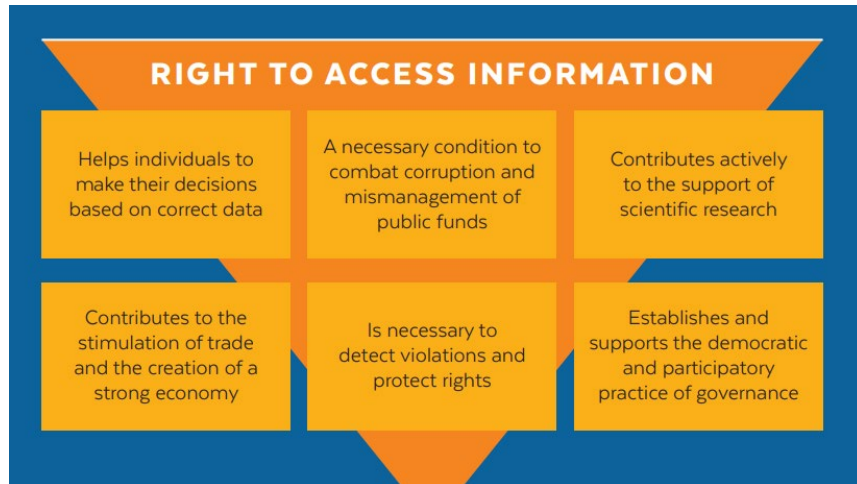 RIGHT TO ACCESS INFORMATION
Helps individuals to
make their decisions
based on correct data
A necessary condition to
combat corruption and
mismanagement of
public funds
Contributes actively
to the support of
scientific research
Contributes to the
stimulation of trade
and the creation of a
strong economy
Is necessary to
detect violations and
protect rights
Establishes and
supports the democratic
and participatory
practice of governance